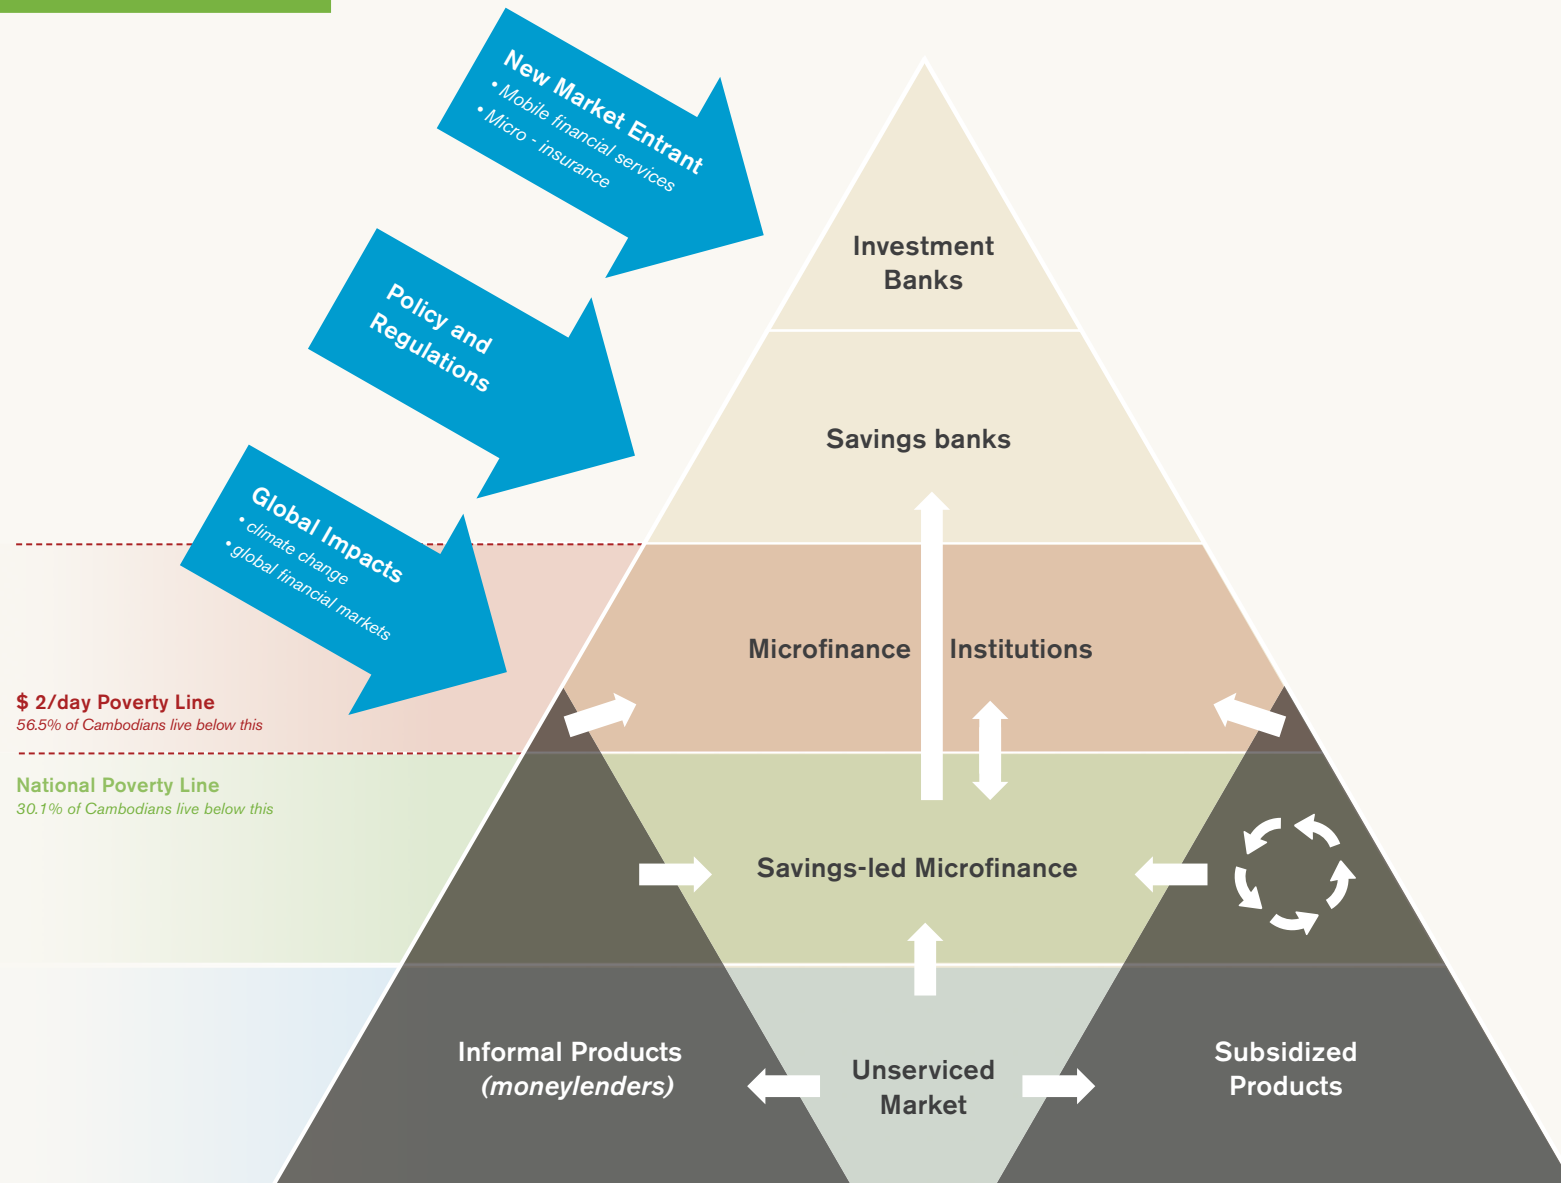 New Market Entrant
• Mobile financial services
• Micro - insurance
Policy and
Regulations
Global Impacts
• climate change
• global financial markets
$ 2/day Poverty Line
56.5% of Cambodians live below this
National Poverty Line
30.1% of Cambodians live below this
Investment
Banks
Savings banks
Microfinance Institutions
Savings-led Microfinance
Informal Products
(moneylenders)
Unserviced
Market
Subsidized
Products